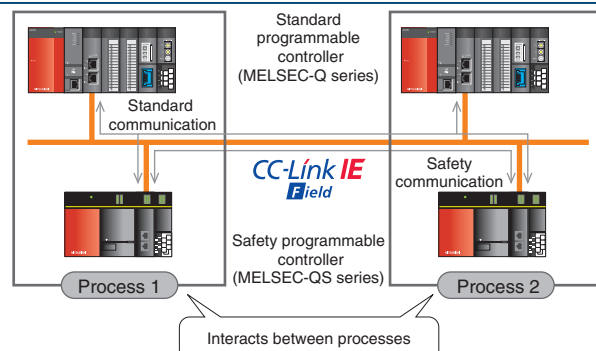 Standard
programmable
controller
(MELSEC-Q series)
Standard
communication
CC-Link IE
Field
Safety
communication
Safety programmable
controller
(MELSEC-QS series)
Process 1
Process 2
Interacts between processes